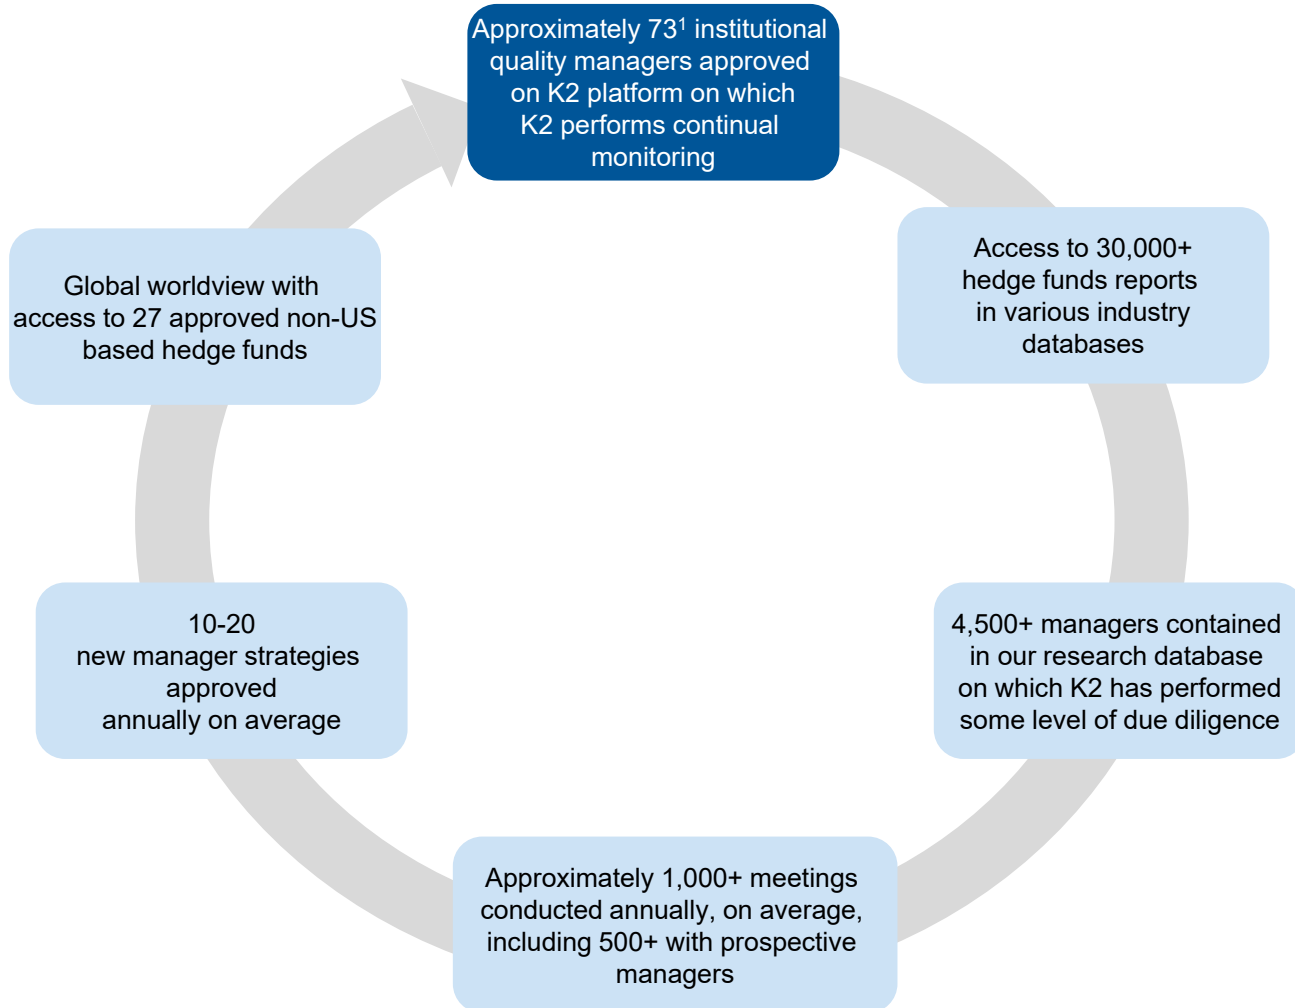 Approximately 73¹ institutional
quality managers approved
on K2 platform on which
K2 performs continual
monitoring
Access to 30,000+
hedge funds reports
in various industry
databases
4,500+ managers contained
in our research database
on which K2 has performed
some level of due diligence
Approximately 1,000+ meetings
conducted annually, on average,
including 500+ with prospective
managers
10-20
new manager strategies
approved
annually on average
Global worldview with
access to 27 approved non-US
based hedge funds